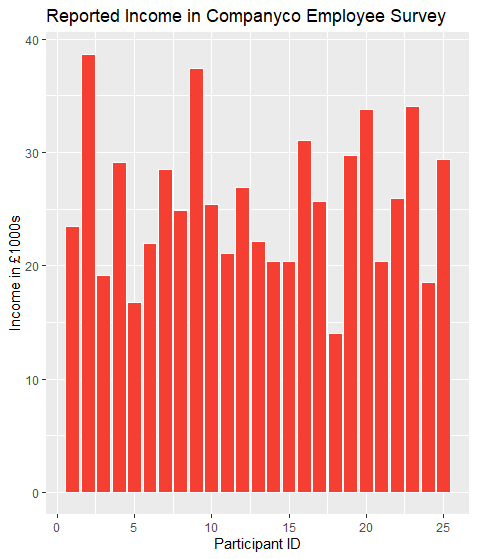 Reported Income in Companyco Employee Survey
40
30
20
10
0
Income in £1000s
0 5 10 15 20 25
Participant ID